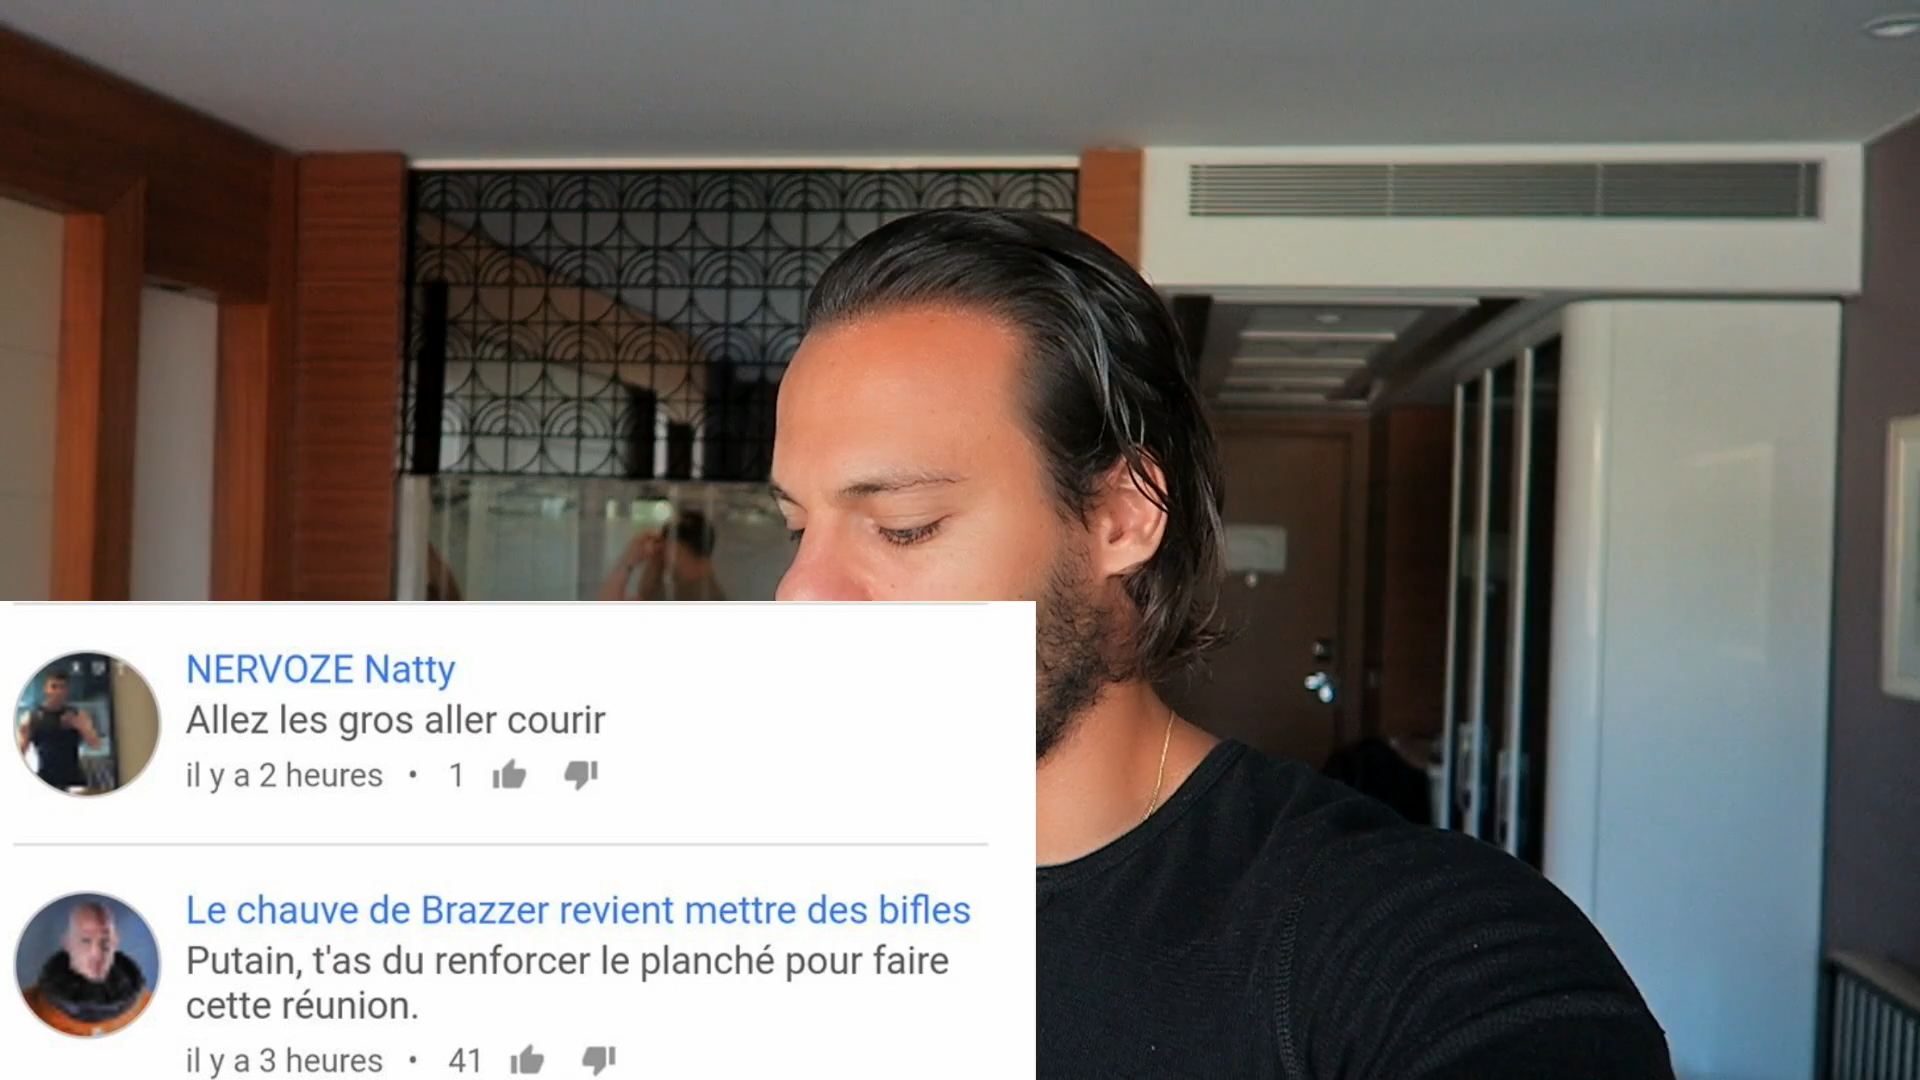 NERVOZE Natty
Allez les gros aller courir
il y a 2 heures • 1
Le chauve de Brazzer revient mettre des bifles
Putain, t'as du renforcer le planché pour faire
cette réunion.
il y a 3 heures • 41